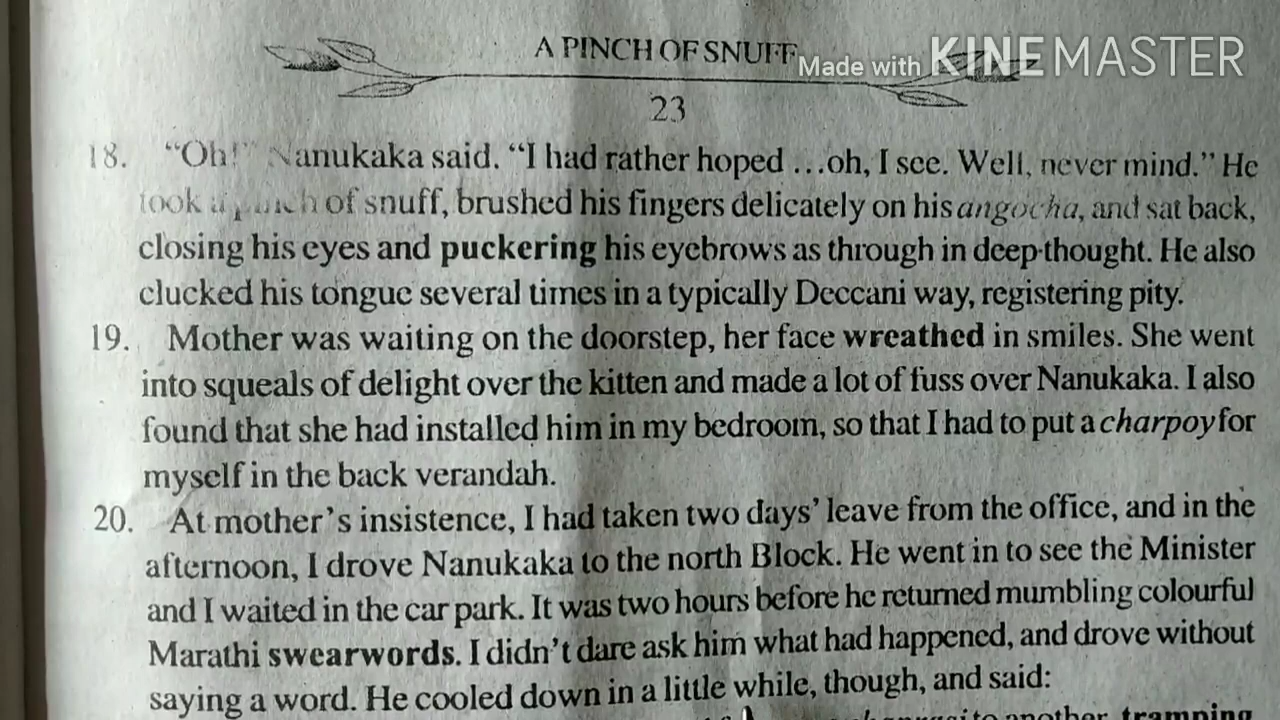 A PINCH OF SNUFF
Made with KINEMASTER
23
18. "Oh!" Nanukaka said. "I had rather hoped ...oh, I see. Well, never mind." He
took a pinch of snuff, brushed his fingers delicately on his angocha, and sat back,
closing his eyes and puckering his eyebrows as through in deep thought. He also
clucked his tongue several times in a typically Deccani way, registering pity.
19. Mother was waiting on the doorstep, her face wreathed in smiles. She went
into squeals of delight over the kitten and made a lot of fuss over Nanukaka. I also
found that she had installed him in my bedroom, so that I had to put a charpoy for
myself in the back verandah.
20. At mother's insistence, I had taken two days' leave from the office, and in the
afternoon, I drove Nanukaka to the north Block. He went in to see the Minister
and I waited in the car park. It was two hours before he returned mumbling colourful
Marathi swearwords. I didn't dare ask him what had happened, and drove without
saying a word. He cooled down in a little while, though, and said:
to another, tramping